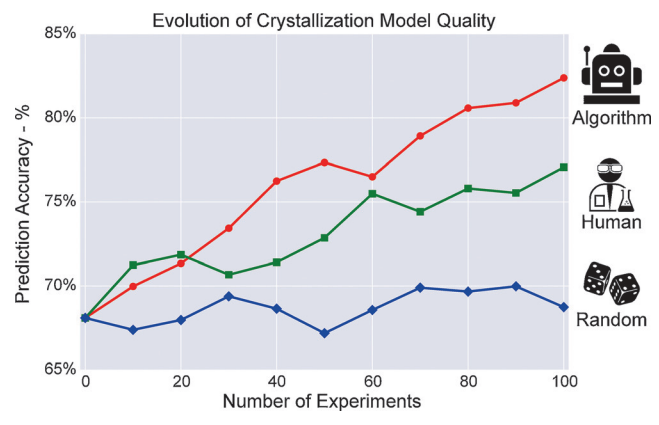 Evolution of Crystallization Model Quality
85%
80%
75%
70%
65%
Prediction Accuracy - %
0
20
40
60
80
100
Number of Experiments
Algorithm
Human
Random